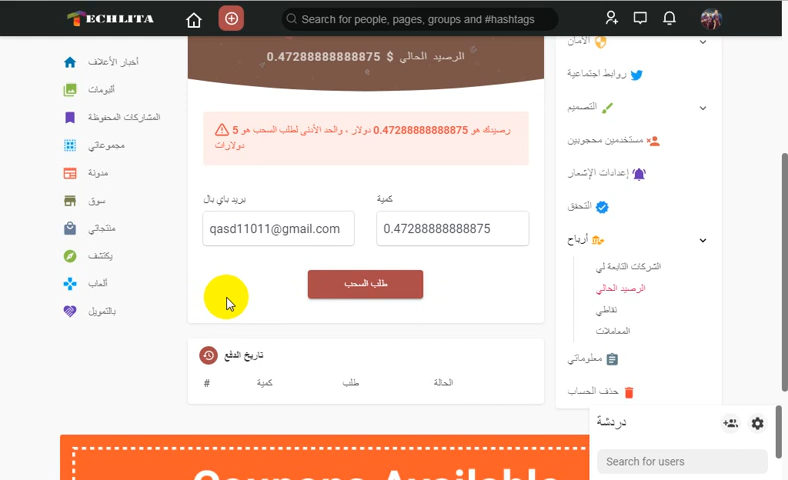 TECHLITA
Search for people, pages, groups and #hashtags
الرصيد الحالي $ 0.47288888888875
رصيدك هو 0.47288888888875 دولار ، والحد الأدنى لطلب السحب هو 5
دولارات
بريد باي بال
كمية
qasd11011@gmail.com
0.47288888888875
طلب السحب
تاريخ الدفع
#
كمية
طلب
الحالة
أخبار الأعلاف
ألبومات
المشاركات المحفوظة
مجموعاتي
مدونة
سوق
منتجاتي
يكتشف
ألعاب
بالتمويل
الأمان
روابط اجتماعية
التصميم
مستخدمين محجوبين
إعدادات الإشعار
التحقق
أرباح
الشركات التابعة لي
الرصيد الحالي
نقاطي
المعاملات
معلوماتي
حذف الحساب
دردشة
Search for users
Coupons Available